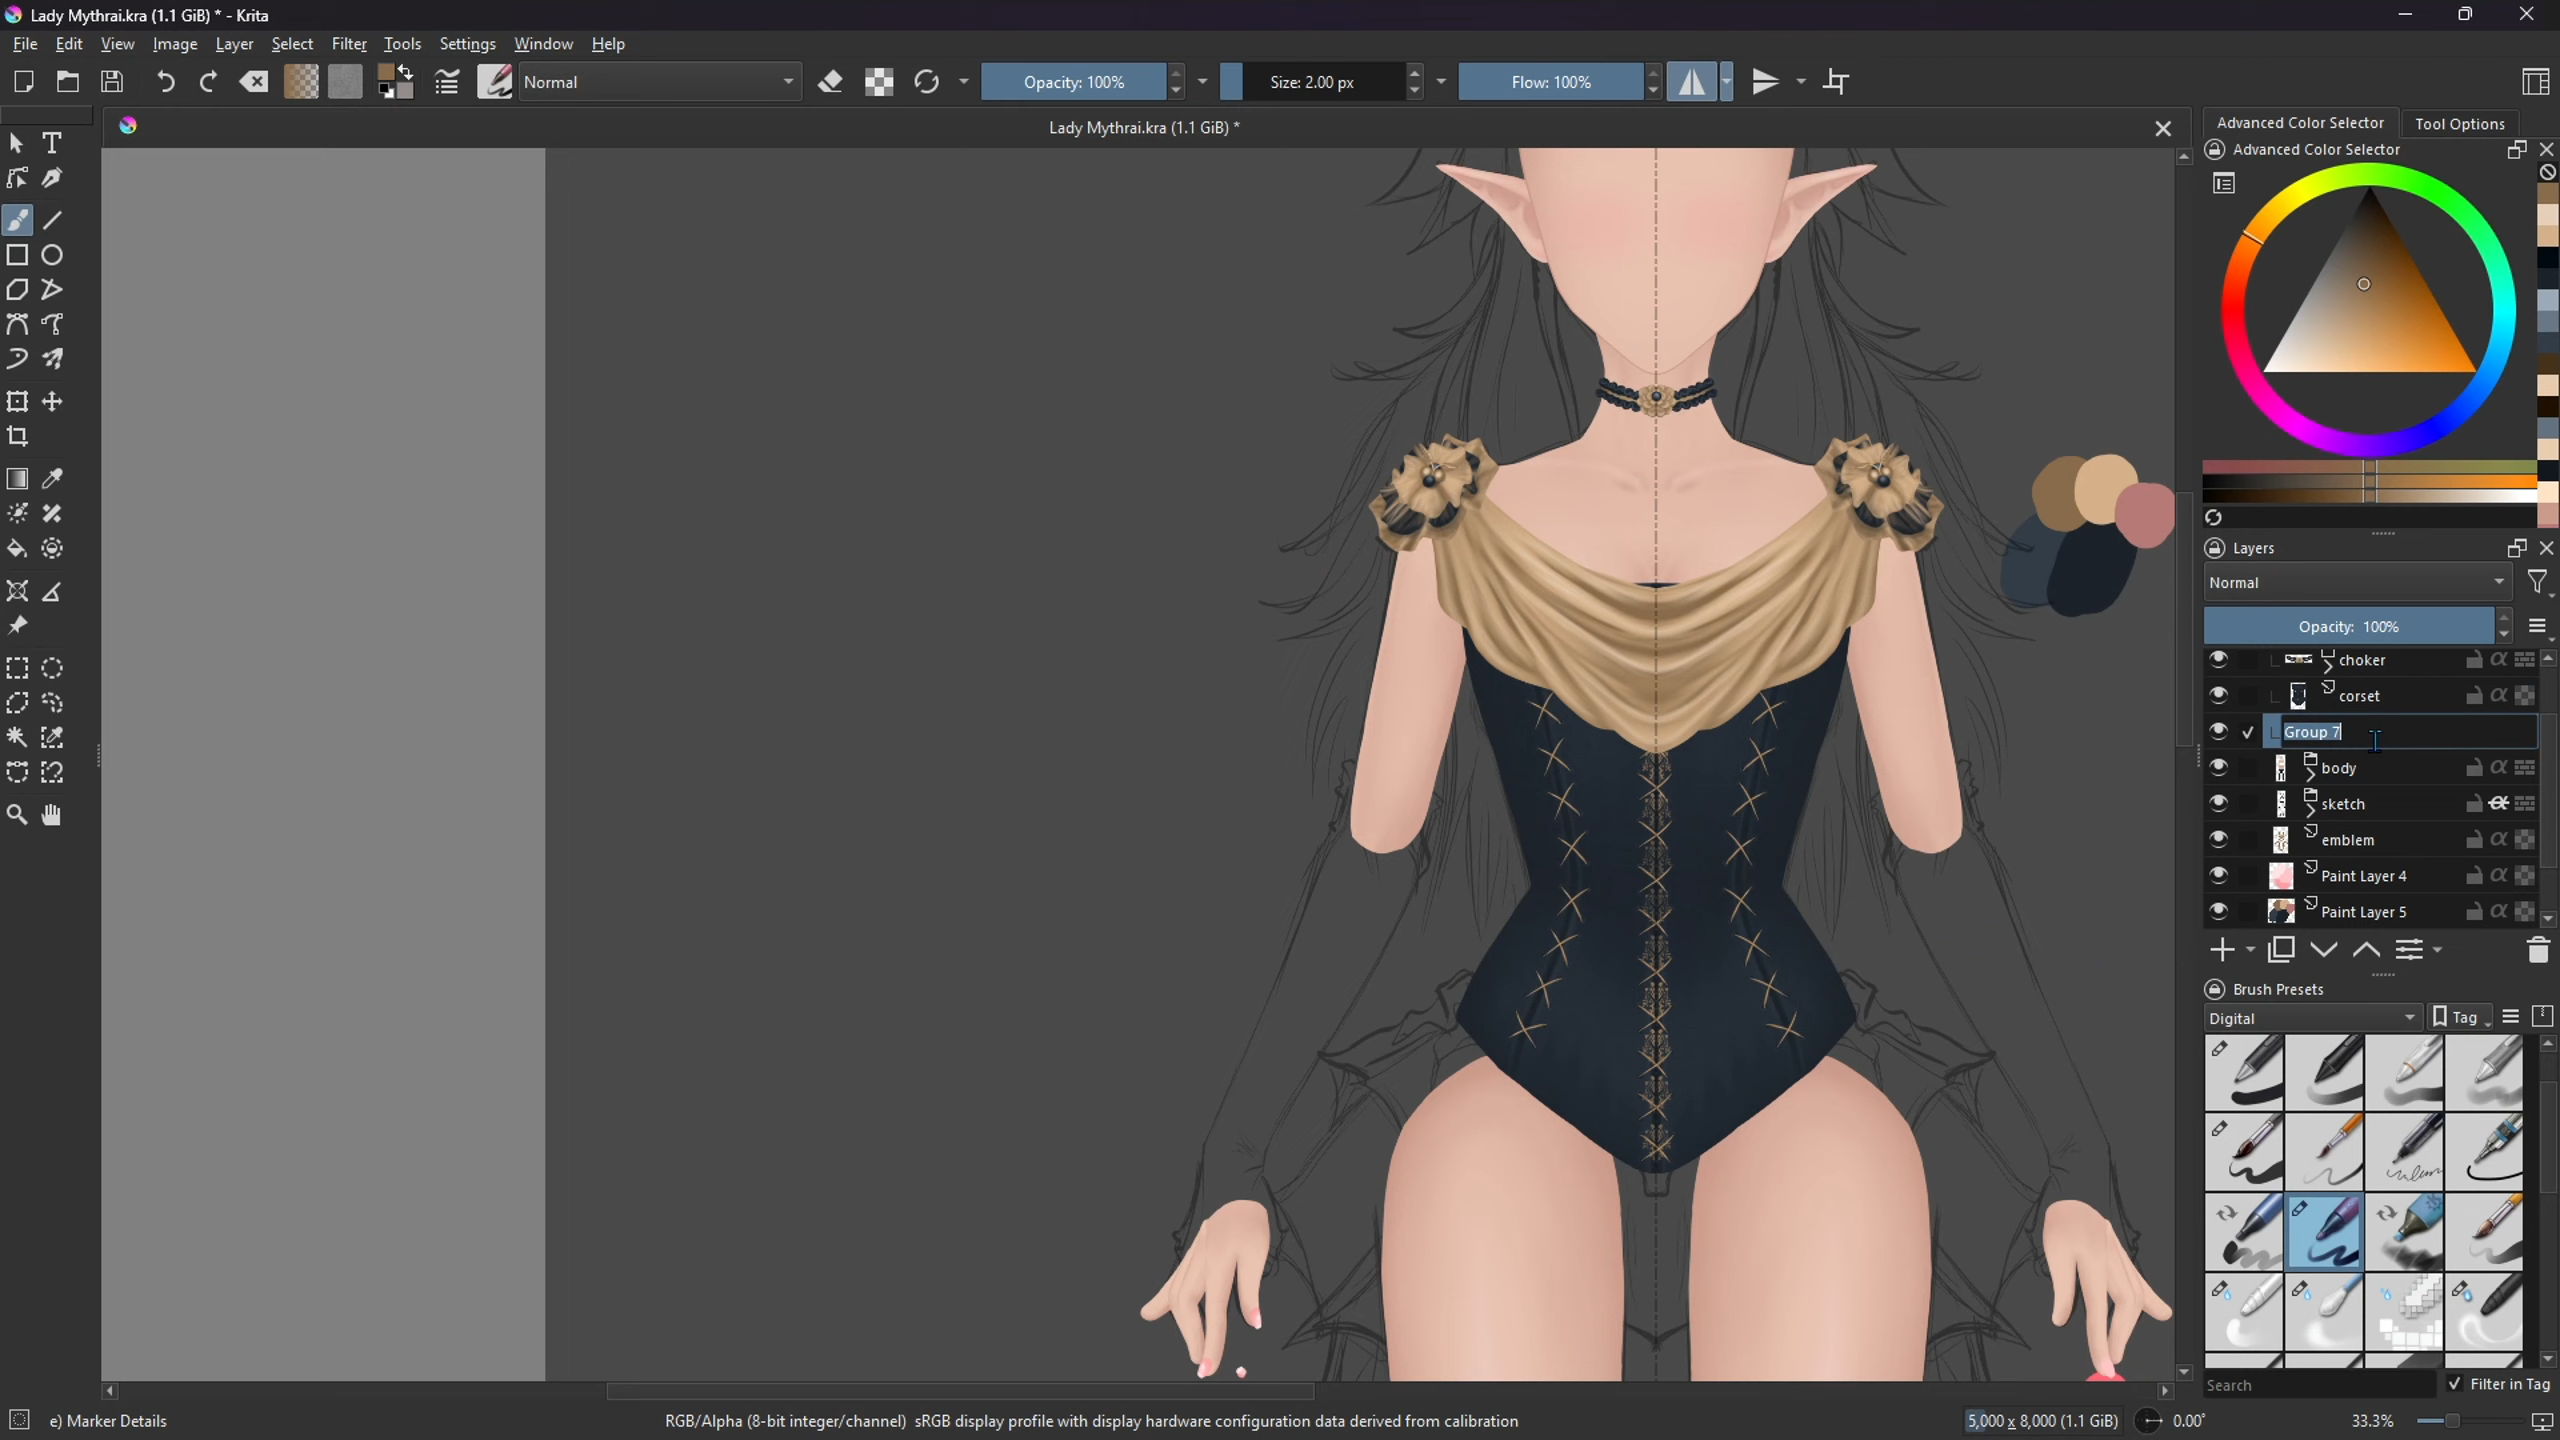 Lady Mythrai.kra (1.1 GiB) * - Krita
File Edit View Image Layer Select Filter Tools Settings Window Help
Normal
Opacity: 100%
Size: 2.00 px
Flow: 100%
Lady Mythrai.kra (1.1 GiB) *
Advanced Color Selector
Tool Options
Advanced Color Selector
Layers
Normal
Opacity: 100%
choker
corset
Group 7
body
sketch
emblem
Paint Layer 4
Paint Layer 5
Brush Presets
Digital
Tag
Search
Filter in Tag
e) Marker Details
RGB/Alpha (8-bit integer/channel) sRGB display profile with display hardware configuration data derived from calibration
5,000 x 8,000 (1.1 GiB)
0.00°
33.3%